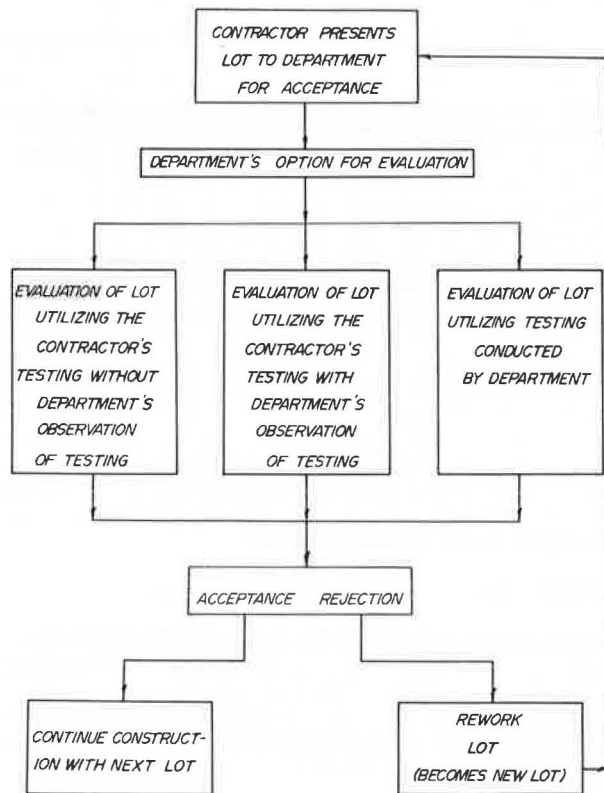 CONTRACTOR PRESENTS
LOT TO DEPARTMENT
FOR ACCEPTANCE
DEPARTMENT'S OPTION FOR EVALUATION
EVALUATION OF LOT
UTILIZING THE
CONTRACTOR'S
TESTING WITHOUT
DEPARTMENT'S
OBSERVATION
OF TESTING
EVALUATION OF LOT
UTILIZING THE
CONTRACTOR'S
TESTING WITH
DEPARTMENT'S
OBSERVATION
OF TESTING
EVALUATION OF LOT
UTILIZING TESTING
CONDUCTED
BY DEPARTMENT
ACCEPTANCE REJECTION
CONTINUE CONSTRUCT-
ION WITH NEXT LOT
REWORK
LOT
(BECOMES NEW LOT)